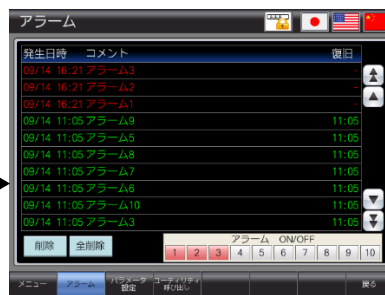 アラーム
発生日時 コメント 復旧
09/14 16:21 アラーム3 -
09/14 16:21 アラーム2 -
09/14 16:21 アラーム1 -
09/14 11:05 アラーム9 11:05
09/14 11:05 アラーム5 11:05
09/14 11:05 アラーム8 11:05
09/14 11:05 アラーム7 11:05
09/14 11:05 アラーム6 11:05
09/14 11:05 アラーム10 11:05
09/14 11:05 アラーム3 11:05
削除 全削除
アラーム ON/OFF
1 2 3 4 5 6 7 8 9 10
メニュー アラーム パラメータ設定 ユーティリティ呼び出し 戻る